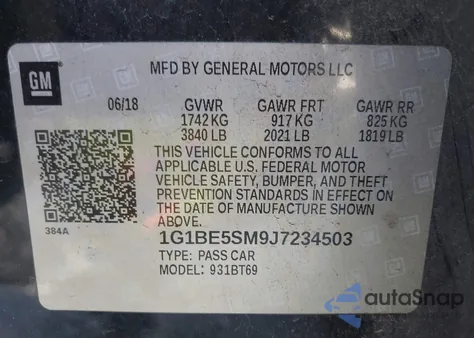 GM
MFD BY GENERAL MOTORS LLC
06/18 GVWR GAWR FRT GAWR RR
1742 KG 917 KG 825 KG
3840 LB 2021 LB 1819 LB
THIS VEHICLE CONFORMS TO ALL
APPLICABLE U.S. FEDERAL MOTOR
VEHICLE SAFETY, BUMPER, AND THEFT
PREVENTION STANDARDS IN EFFECT ON
THE DATE OF MANUFACTURE SHOWN ABOVE.
384A
1G1BE5SM9J7234503
TYPE: PASS CAR
MODEL: 931BT69
autoSnap